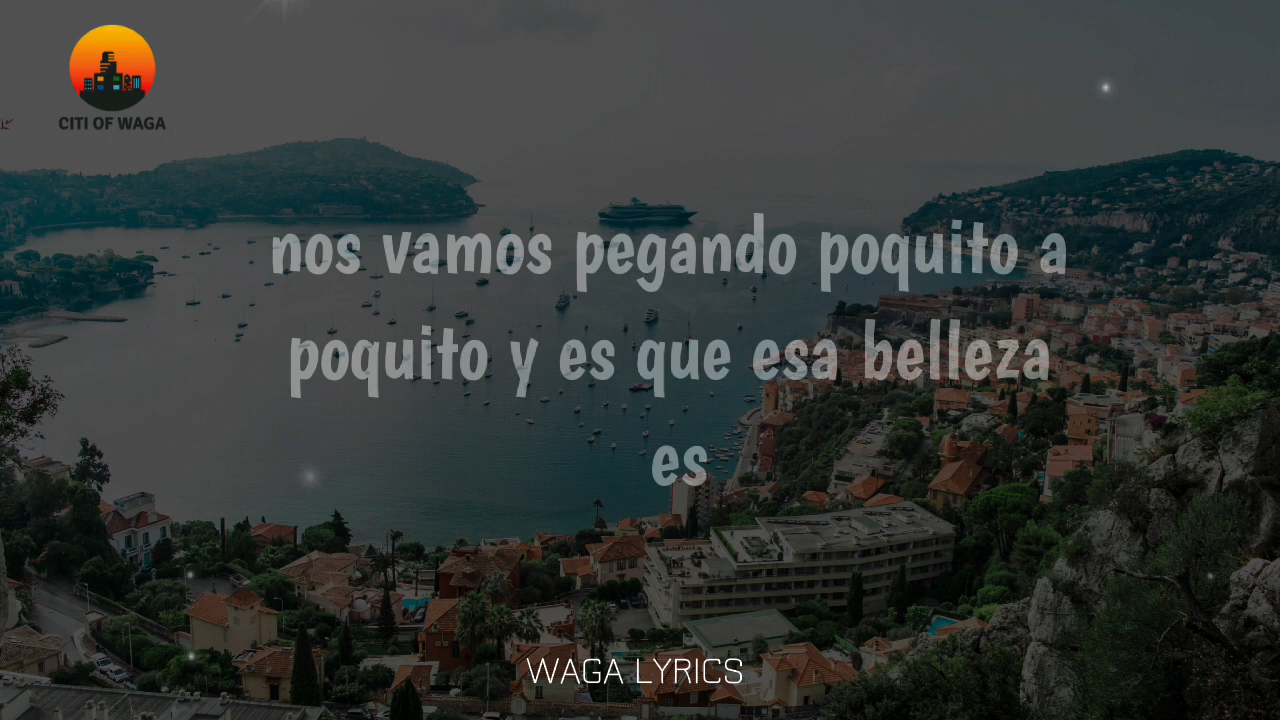 CITI OF WAGA
nos vamos pegando poquito a
poquito y es que esa belleza
es
WAGA LYRICS